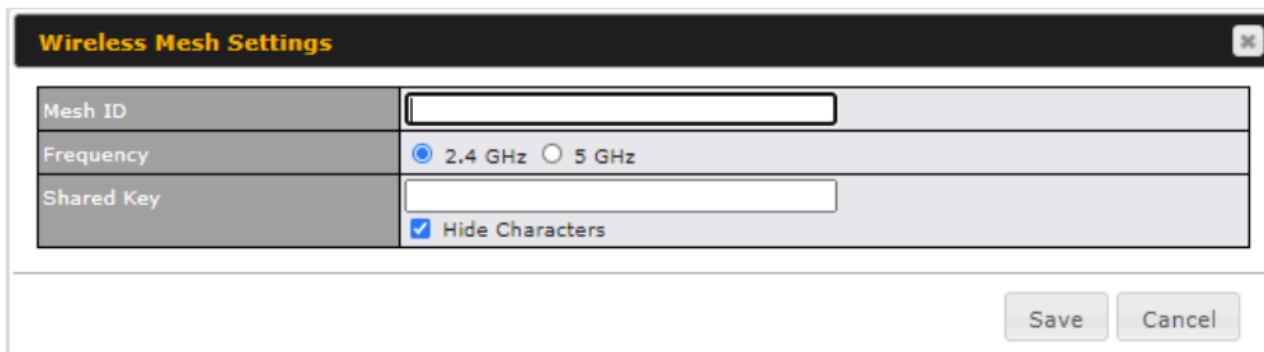 Wireless Mesh Settings
Mesh ID
Frequency
2.4 GHz 5 GHz
Shared Key
Hide Characters
Save Cancel